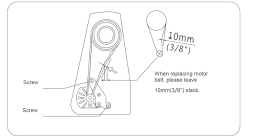 10mm
(3/8")
When replacing motor
belt, please leave
10mm(3/8") slack.
Screw
Screw